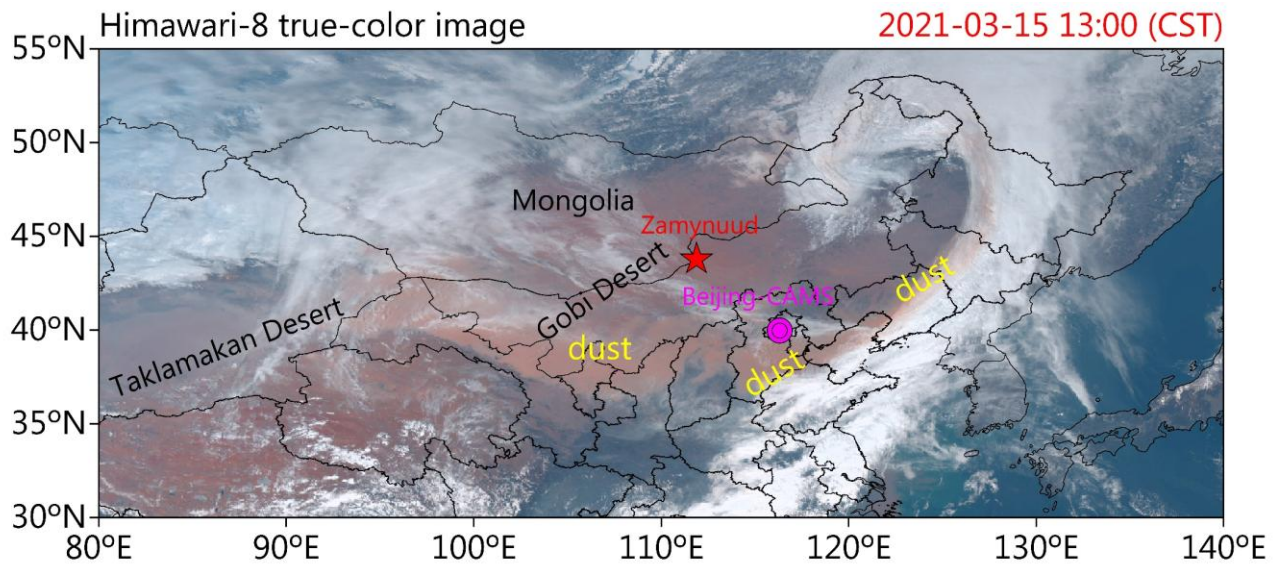 Himawari-8 true-color image
2021-03-15 13:00 (CST)
55°N
50°N
45°N
40°N
35°N
30°N
Mongolia
Zamynuud
Gobi Desert
Beijing-CAMS
Taklamakan Desert
dust
dust
dust
80°E
90°E
100°E
110°E
120°E
130°E
140°E